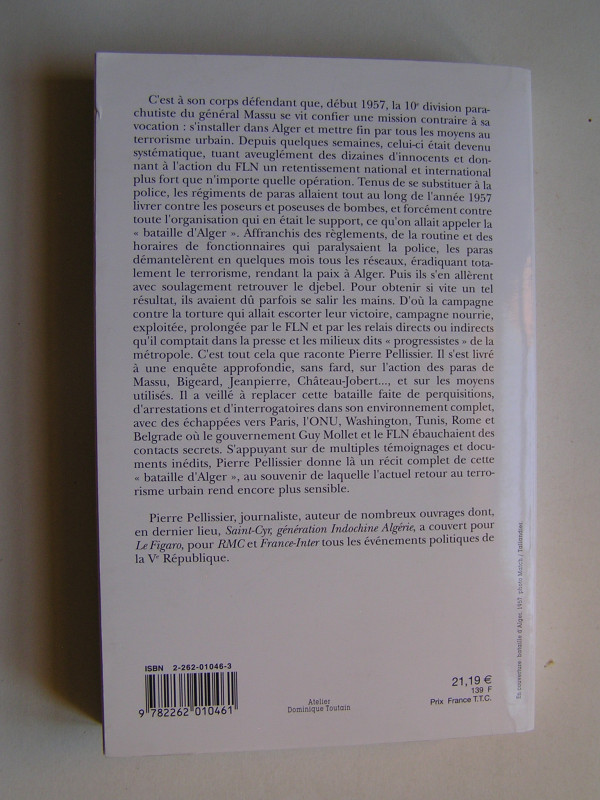 C'est à son corps défendant que, début 1957, la 10e division para-
chutiste du général Massu se vit confier une mission contraire à sa
vocation : s'installer dans Alger et mettre fin par tous les moyens au
terrorisme urbain. Depuis quelques semaines, celui-ci était devenu
systématique, tuant aveuglément des dizaines d'innocents et don-
nant à l'action du FLN un retentissement national et international
plus fort que n'importe quelle opération. Tenus de se substituer à la
police, les régiments de paras allaient tout au long de l'année 1957
livrer contre les poseurs et poseuses de bombes, et forcément contre
toute l'organisation qui en était le support, ce qu'on allait appeler la
« bataille d'Alger ». Affranchis des règlements, de la routine et des
horaires de fonctionnaires qui paralysaient la police, les paras
démantelèrent en quelques mois tous les réseaux, éradiquant tota-
lement le terrorisme, rendant la paix à Alger. Puis ils s'en allèrent
avec soulagement retrouver le djebel. Pour obtenir si vite un tel
résultat, ils avaient dû parfois se salir les mains. D'où la campagne
contre la torture qui allait escorter leur victoire, campagne nourrie,
exploitée, prolongée par le FLN et par les relais directs ou indirects
qu'il comptait dans la presse et les milieux dits « progressistes » de la
métropole. C'est tout cela que raconte Pierre Pellissier. Il s'est livré
à une enquête approfondie, sans fard, sur l'action des paras de
Massu, Bigeard, Jeanpierre, Château-Jobert..., et sur les moyens
utilisés. Il a veillé à replacer cette bataille faite de perquisitions,
d'arrestations et d'interrogatoires dans son environnement complet,
avec des échappées vers Paris, l'ONU, Washington, Tunis, Rome et
Belgrade où le gouvernement Guy Mollet et le FLN ébauchaient des
contacts secrets. S'appuyant sur de multiples témoignages et docu-
ments inédits, Pierre Pellissier donne là un récit complet de cette
« bataille d'Alger », au souvenir de laquelle l'actuel retour au terro-
risme urbain rend encore plus sensible.
Pierre Pellissier, journaliste, auteur de nombreux ouvrages dont,
en dernier lieu, Saint-Cyr, génération Indochine Algérie, a couvert pour
Le Figaro, pour RMC et France-Inter tous les événements politiques de
la Ve République.
ISBN 2-262-01046-3
9 782262 010461
Atelier
Dominique Toutain
21,19 €
139 F
Prix France T.T.C.
En couverture : bataille d'Alger, 1957 photo
Tallandier.